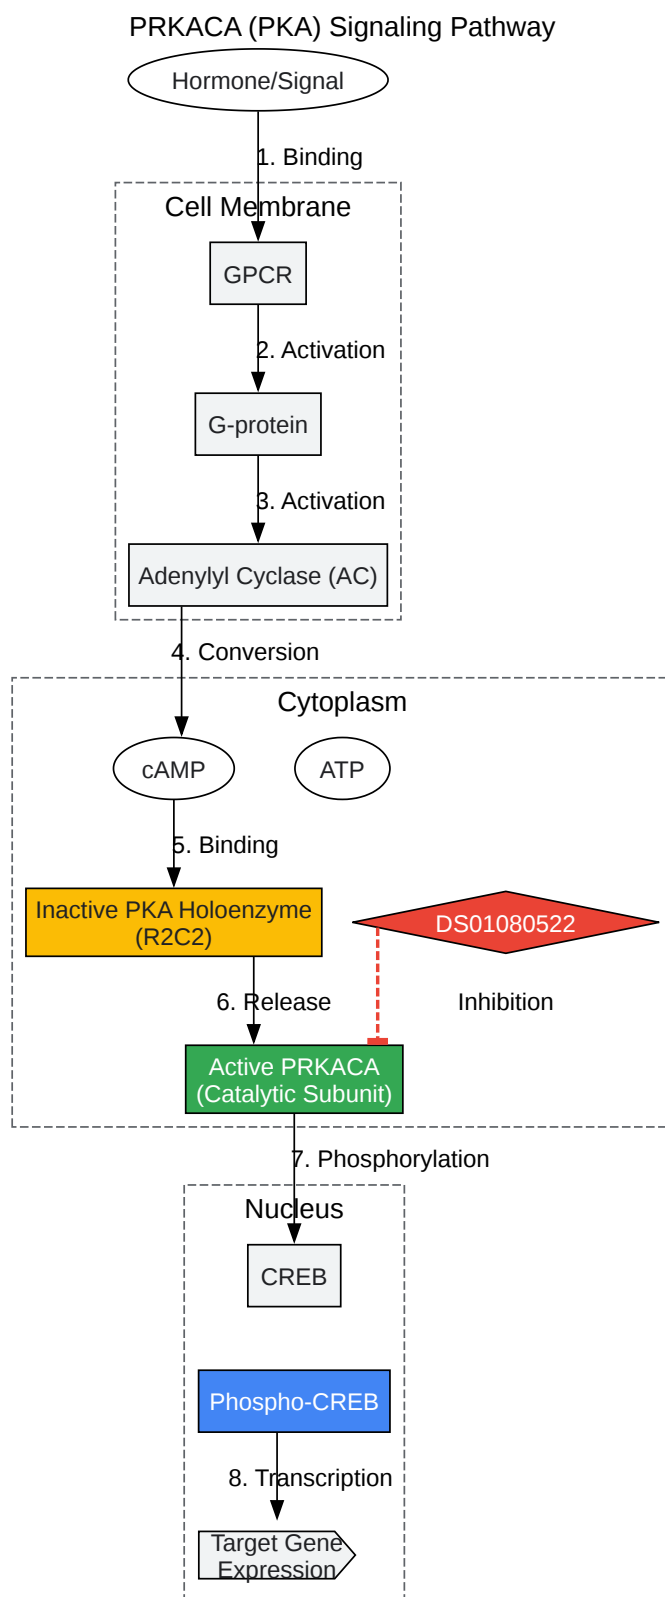 PRKACA (PKA) Signaling Pathway
Hormone/Signal
1. Binding
Cell Membrane
GPCR
2. Activation
G-protein
3. Activation
Adenylyl Cyclase (AC)
4. Conversion
Cytoplasm
cAMP
ATP
5. Binding
Inactive PKA Holoenzyme
(R2C2)
DS01080522
6. Release
Inhibition
Active PRKACA
(Catalytic Subunit)
7. Phosphorylation
Nucleus
CREB
Phospho-CREB
8. Transcription
Target Gene
Expression